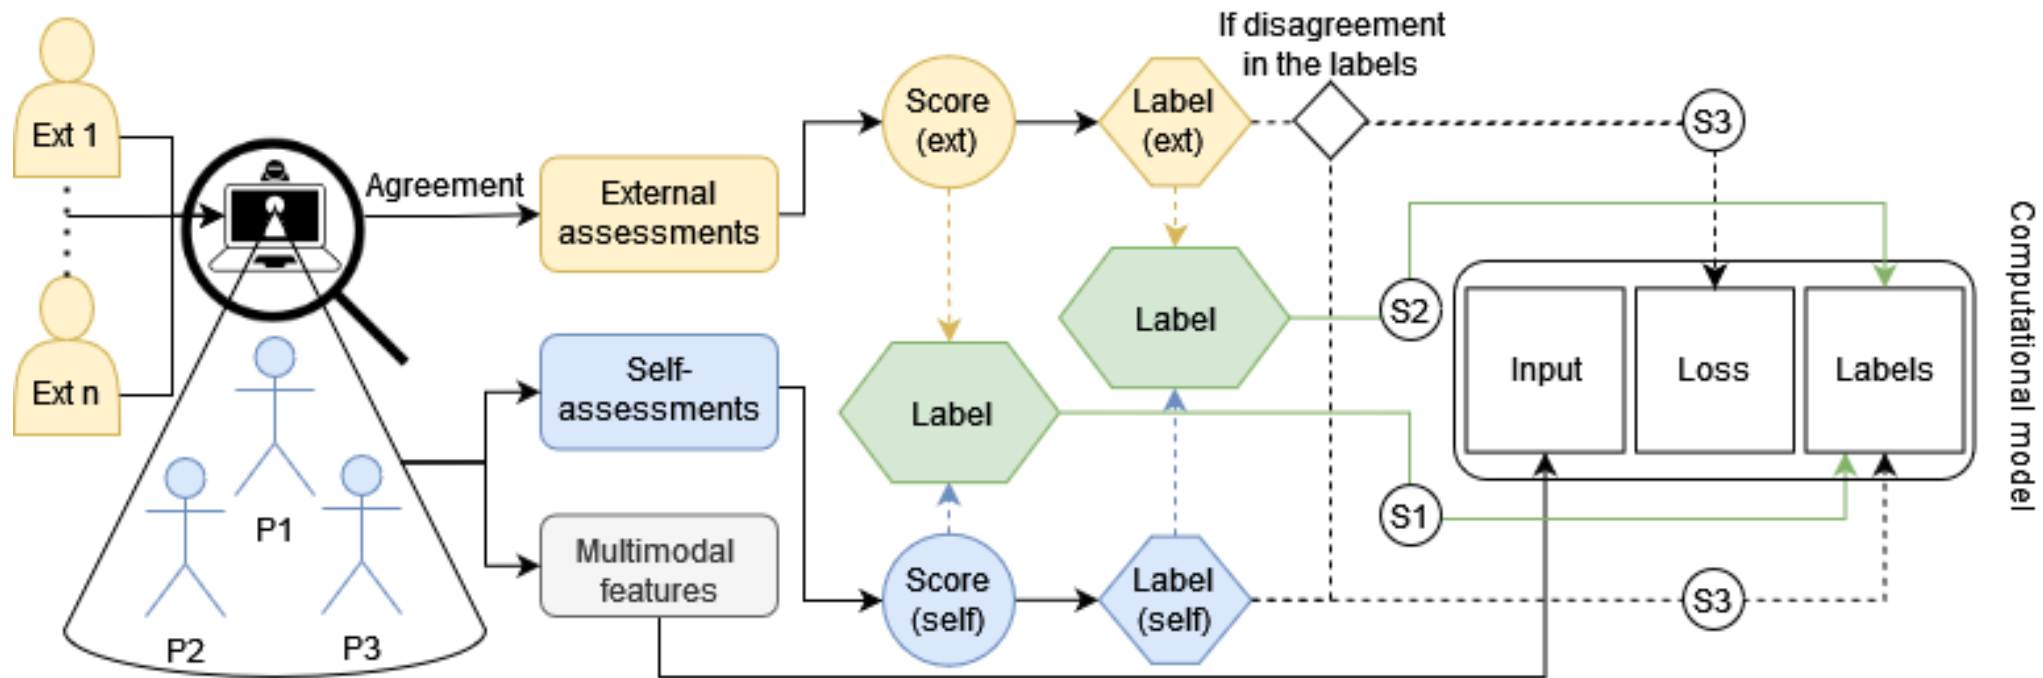 Ext 1
Ext n
P1
P2
P3
Agreement
External
assessments
Self-
assessments
Multimodal
features
Score
(ext)
Label
(ext)
If disagreement
in the labels
Label
Label
Score
(self)
Label
(self)
S3
S2
S1
S3
Input
Loss
Labels
Computational model